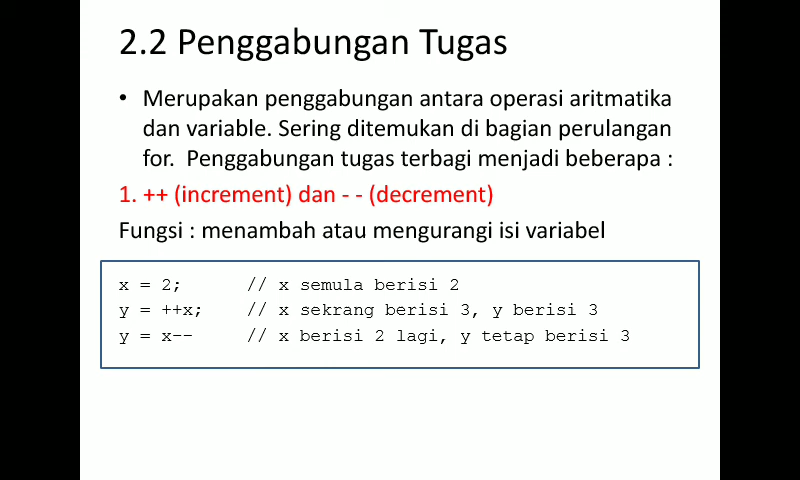 2.2 Penggabungan Tugas
• Merupakan penggabungan antara operasi aritmatika
dan variable. Sering ditemukan di bagian perulangan
for.  Penggabungan tugas terbagi menjadi beberapa :
1. ++ (increment) dan - - (decrement)
Fungsi : menambah atau mengurangi isi variabel
x = 2;      // x semula berisi 2
y = ++x;    // x sekrang berisi 3, y berisi 3
y = x--     // x berisi 2 lagi, y tetap berisi 3